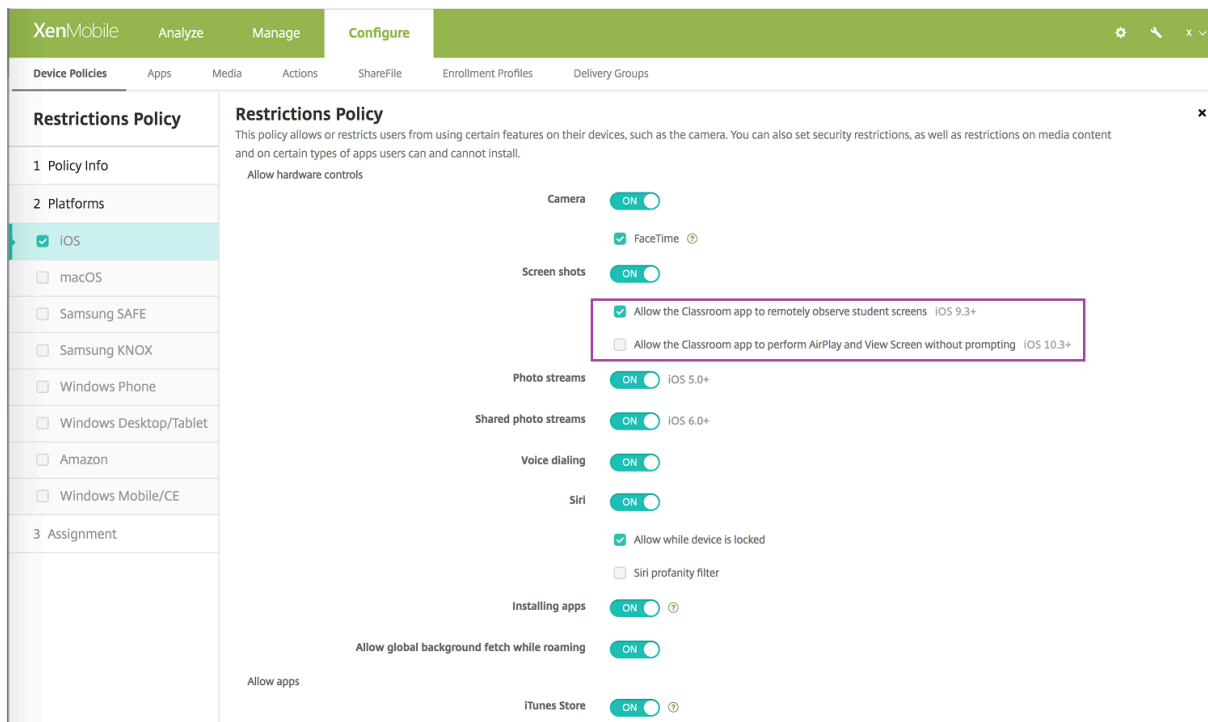 XenMobile Analyze Manage Configure X
Device Policies Apps Media Actions ShareFile Enrollment Profiles Delivery Groups
Restrictions Policy
1 Policy Info
2 Platforms
iOS
macOS
Samsung SAFE
Samsung KNOX
Windows Phone
Windows Desktop/Tablet
Amazon
Windows Mobile/CE
3 Assignment
Restrictions Policy
This policy allows or restricts users from using certain features on their devices, such as the camera. You can also set security restrictions, as well as restrictions on media content
and on certain types of apps users can and cannot install.
Allow hardware controls
Camera ON
FaceTime ?
Screen shots ON
Allow the Classroom app to remotely observe student screens iOS 9.3+
Allow the Classroom app to perform AirPlay and View Screen without prompting iOS 10.3+
Photo streams ON iOS 5.0+
Shared photo streams ON iOS 6.0+
Voice dialing ON
Siri ON
Allow while device is locked
Siri profanity filter
Installing apps ON ?
Allow global background fetch while roaming ON
Allow apps
iTunes Store ON ?